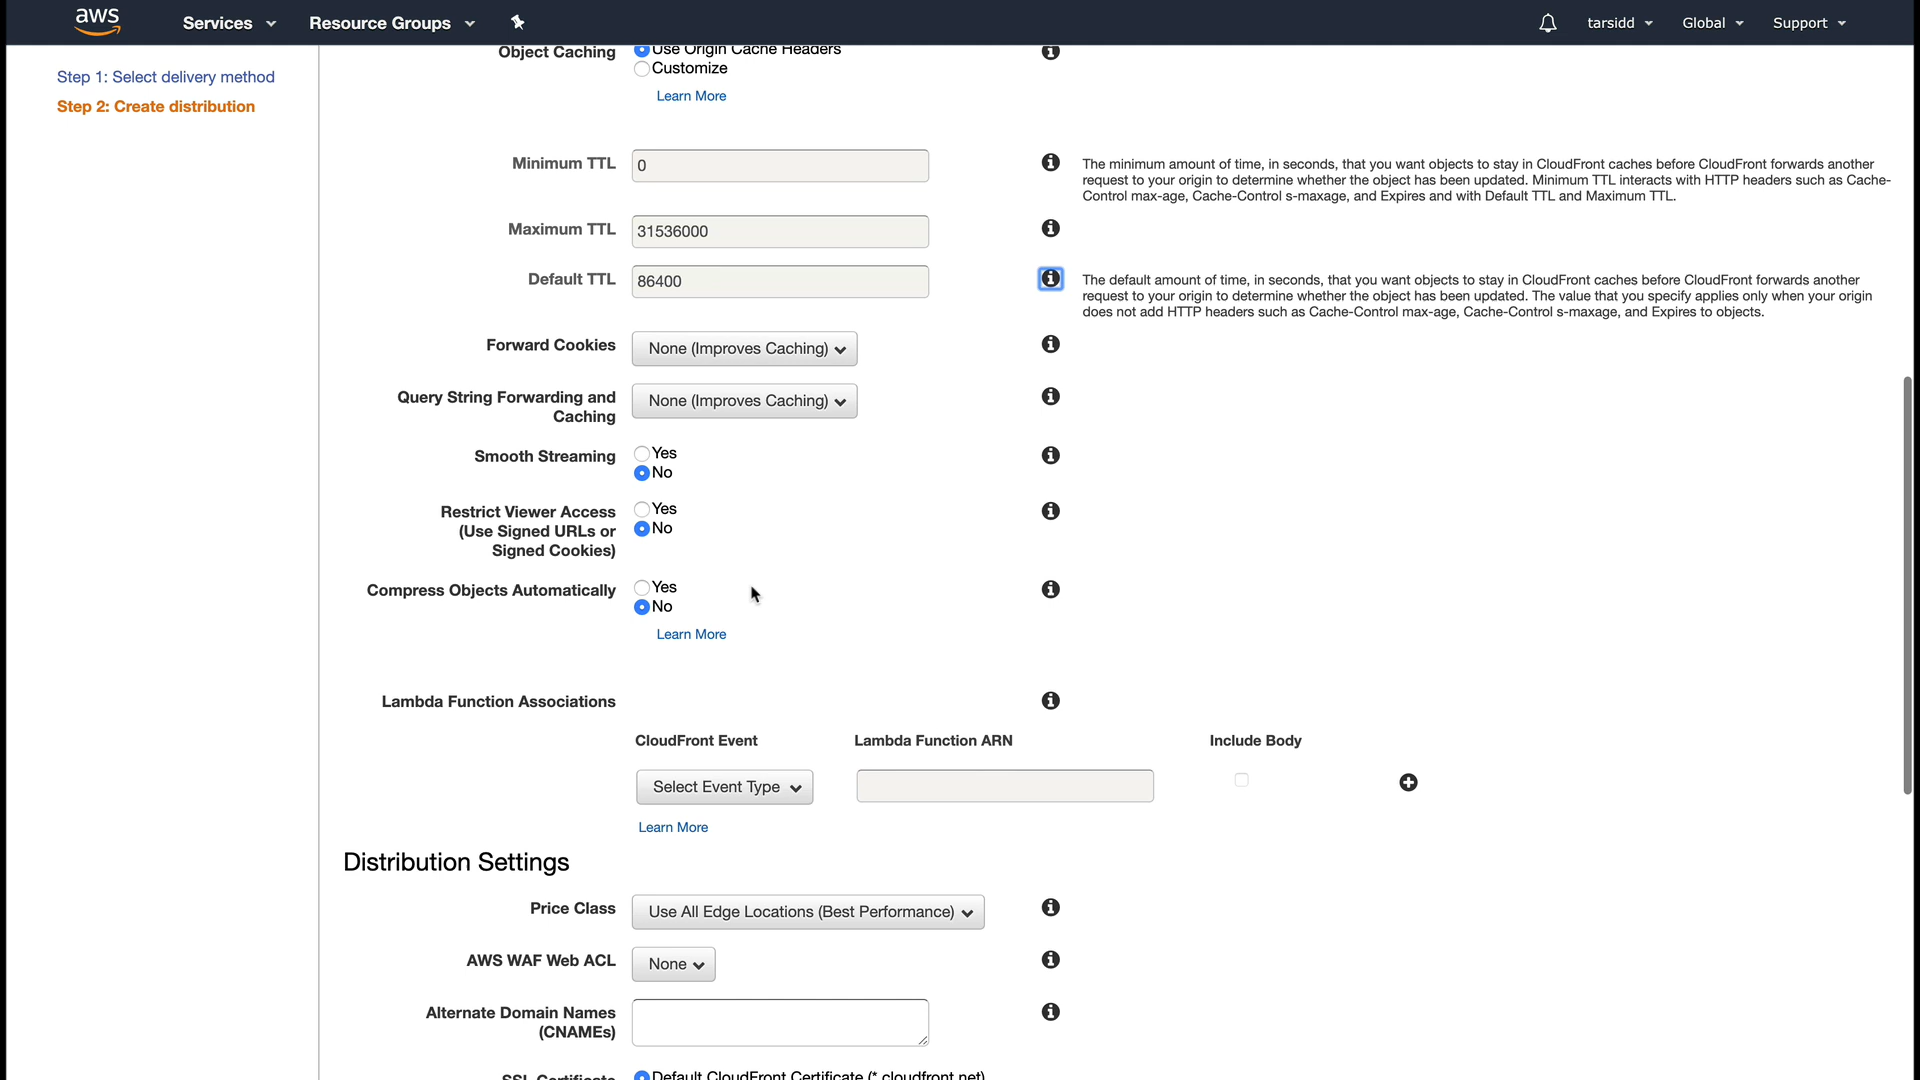 aws
Services
Resource Groups
tarsidd
Global
Support
Step 1: Select delivery method
Step 2: Create distribution
Object Caching
Use Origin Cache Headers
Customize
Learn More
Minimum TTL
0
The minimum amount of time, in seconds, that you want objects to stay in CloudFront caches before CloudFront forwards another
request to your origin to determine whether the object has been updated. Minimum TTL interacts with HTTP headers such as Cache-
Control max-age, Cache-Control s-maxage, and Expires and with Default TTL and Maximum TTL.
Maximum TTL
31536000
Default TTL
86400
The default amount of time, in seconds, that you want objects to stay in CloudFront caches before CloudFront forwards another
request to your origin to determine whether the object has been updated. The value that you specify applies only when your origin
does not add HTTP headers such as Cache-Control max-age, Cache-Control s-maxage, and Expires to objects.
Forward Cookies
None (Improves Caching)
Query String Forwarding and
Caching
None (Improves Caching)
Smooth Streaming
Yes
No
Restrict Viewer Access
(Use Signed URLs or
Signed Cookies)
Yes
No
Compress Objects Automatically
Yes
No
Learn More
Lambda Function Associations
CloudFront Event
Lambda Function ARN
Include Body
Select Event Type
Learn More
Distribution Settings
Price Class
Use All Edge Locations (Best Performance)
AWS WAF Web ACL
None
Alternate Domain Names
(CNAMEs)
SSL Certificate
Default CloudFront Certificate (*.cloudfront.net)